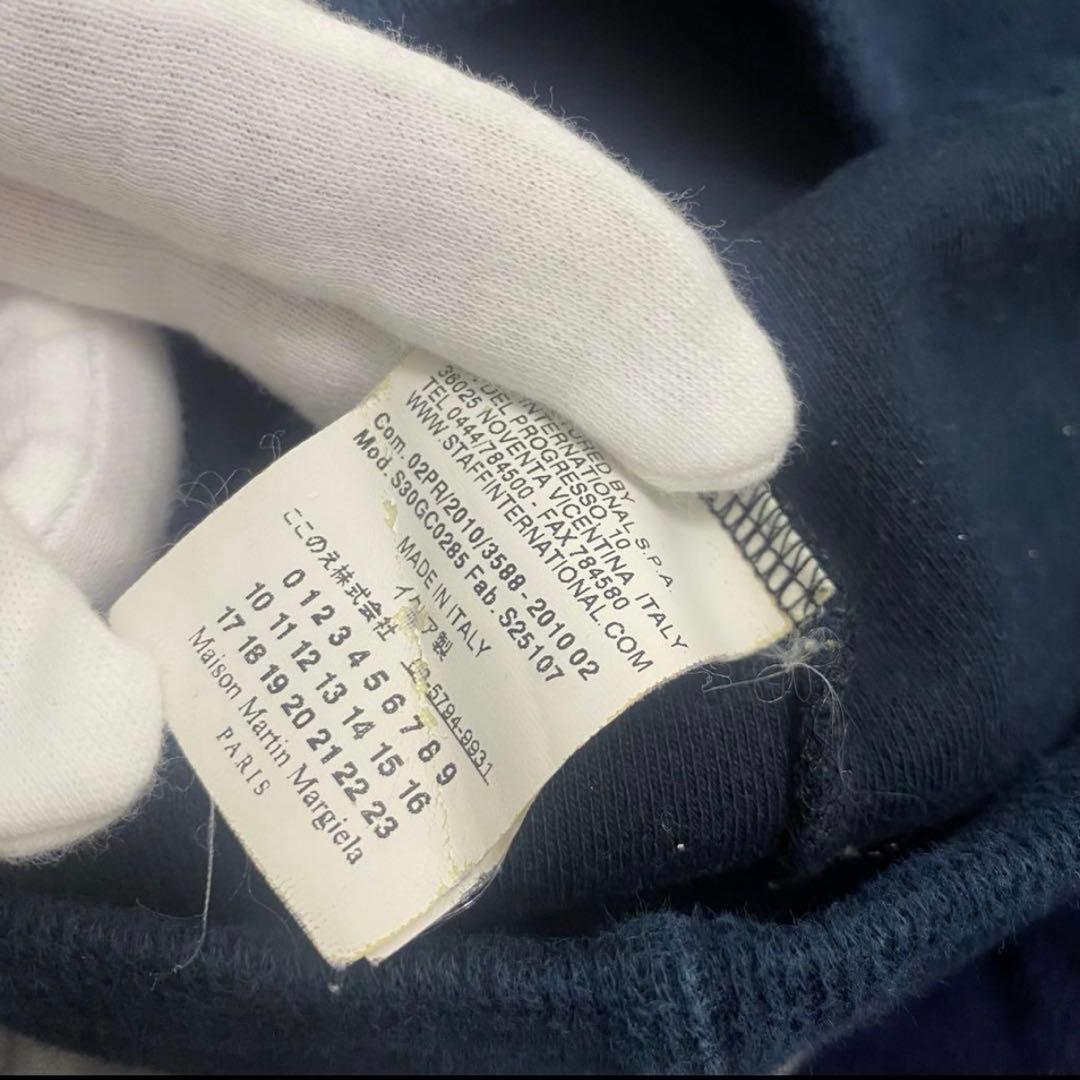 INTERNATIONAL S.P.A
DEL PROGRESSO, 10
36025 NOVENTA VICENTINA ITALY
TEL 0444/784500 - FAX 784580
WWW.STAFFINTERNATIONAL.COM
Com. 02PR/2010/3588 - 2010 02
Mod. S30GC0285 Fab. S25107
MADE IN ITALY
イタリア製
ここのえ株式会社 03-5794-9931
0 1 2 3 4 5 6 7 8 9
10 11 12 13 14 15 16
17 18 19 20 21 22 23
Maison Martin Margiela
PARIS